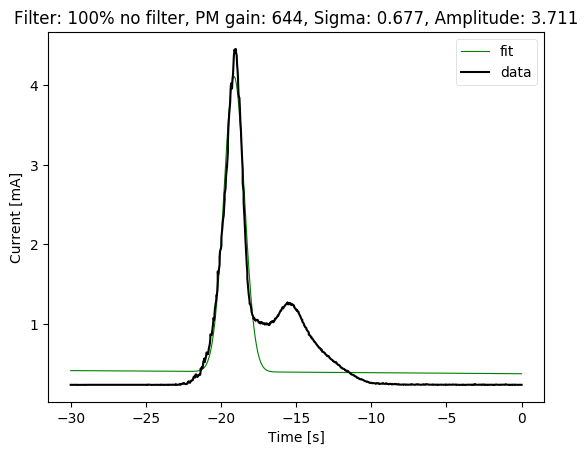 Filter: 100% no filter, PM gain: 644, Sigma: 0.677, Amplitude: 3.711
fit
data
4
3
2
1
Current [mA]
−30
−25
−20
−15
−10
−5
0
Time [s]